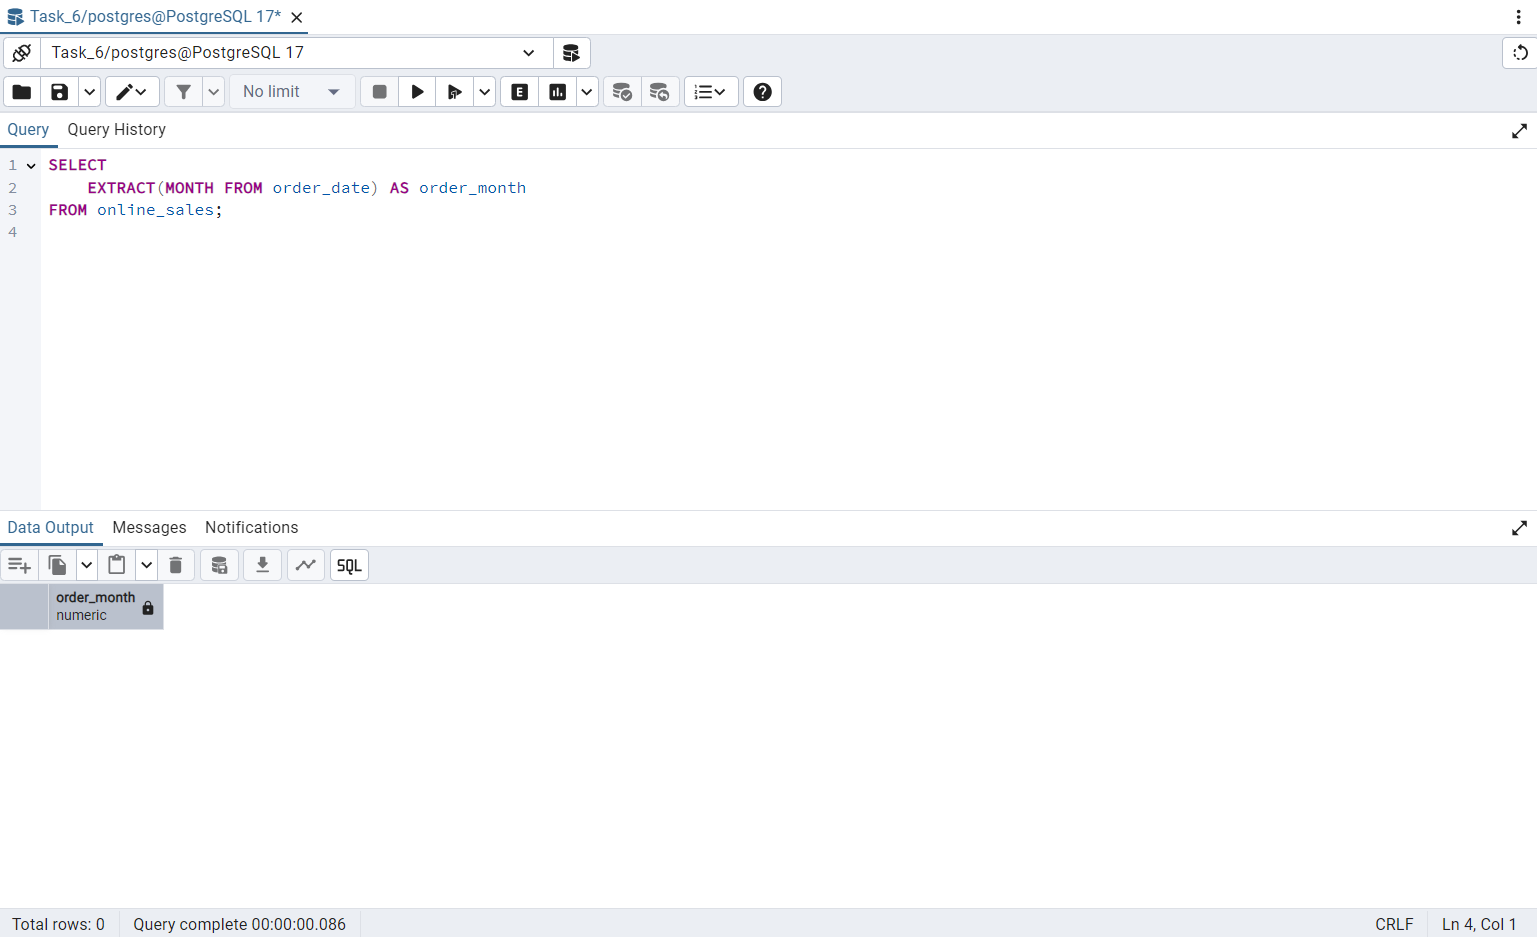 Task_6/postgres@PostgreSQL 17*
Task_6/postgres@PostgreSQL 17
No limit
E
Query Query History
1 SELECT
2 EXTRACT(MONTH FROM order_date) AS order_month
3 FROM online_sales;
4
Data Output Messages Notifications
SQL
order_month
numeric
Total rows: 0 Query complete 00:00:00.086 CRLF Ln 4, Col 1